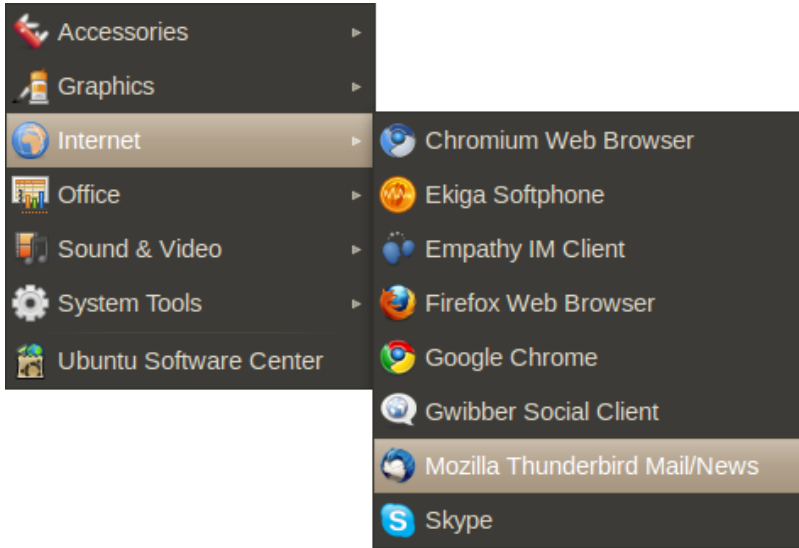 Accessories
Graphics
Internet
Office
Sound & Video
System Tools
Ubuntu Software Center
Chromium Web Browser
Ekiga Softphone
Empathy IM Client
Firefox Web Browser
Google Chrome
Gwibber Social Client
Mozilla Thunderbird Mail/News
Skype